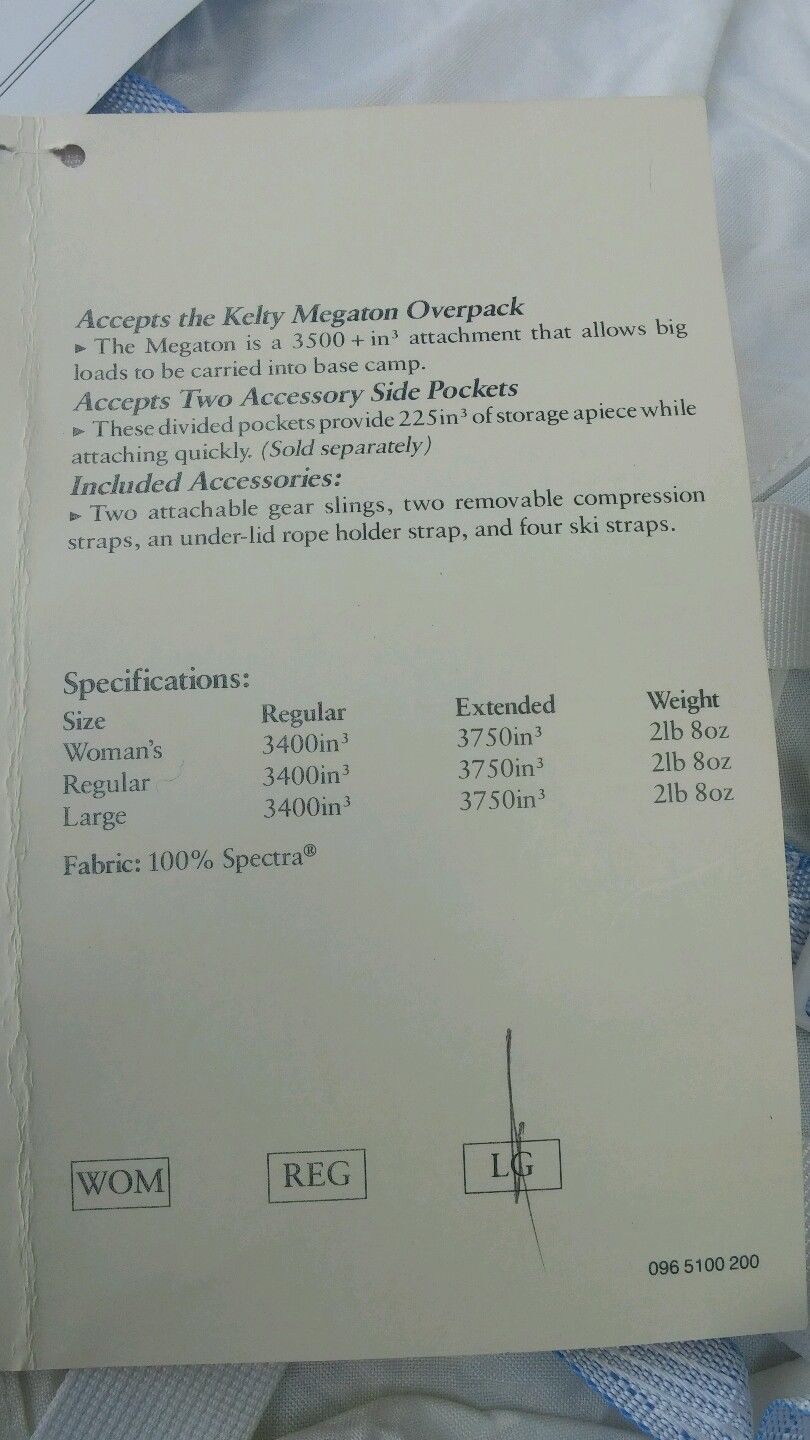 Accepts the Kelty Megaton Overpack
▸ The Megaton is a 3500 + in³ attachment that allows big
loads to be carried into base camp.
Accepts Two Accessory Side Pockets
▸ These divided pockets provide 225in³ of storage apiece while
attaching quickly. (Sold separately)
Included Accessories:
▸ Two attachable gear slings, two removable compression
straps, an under-lid rope holder strap, and four ski straps.
Specifications:
Size Regular Extended Weight
Woman's 3400in³ 3750in³ 2lb 8oz
Regular 3400in³ 3750in³ 2lb 8oz
Large 3400in³ 3750in³ 2lb 8oz
Fabric: 100% Spectra®
WOM REG LG
096 5100 200